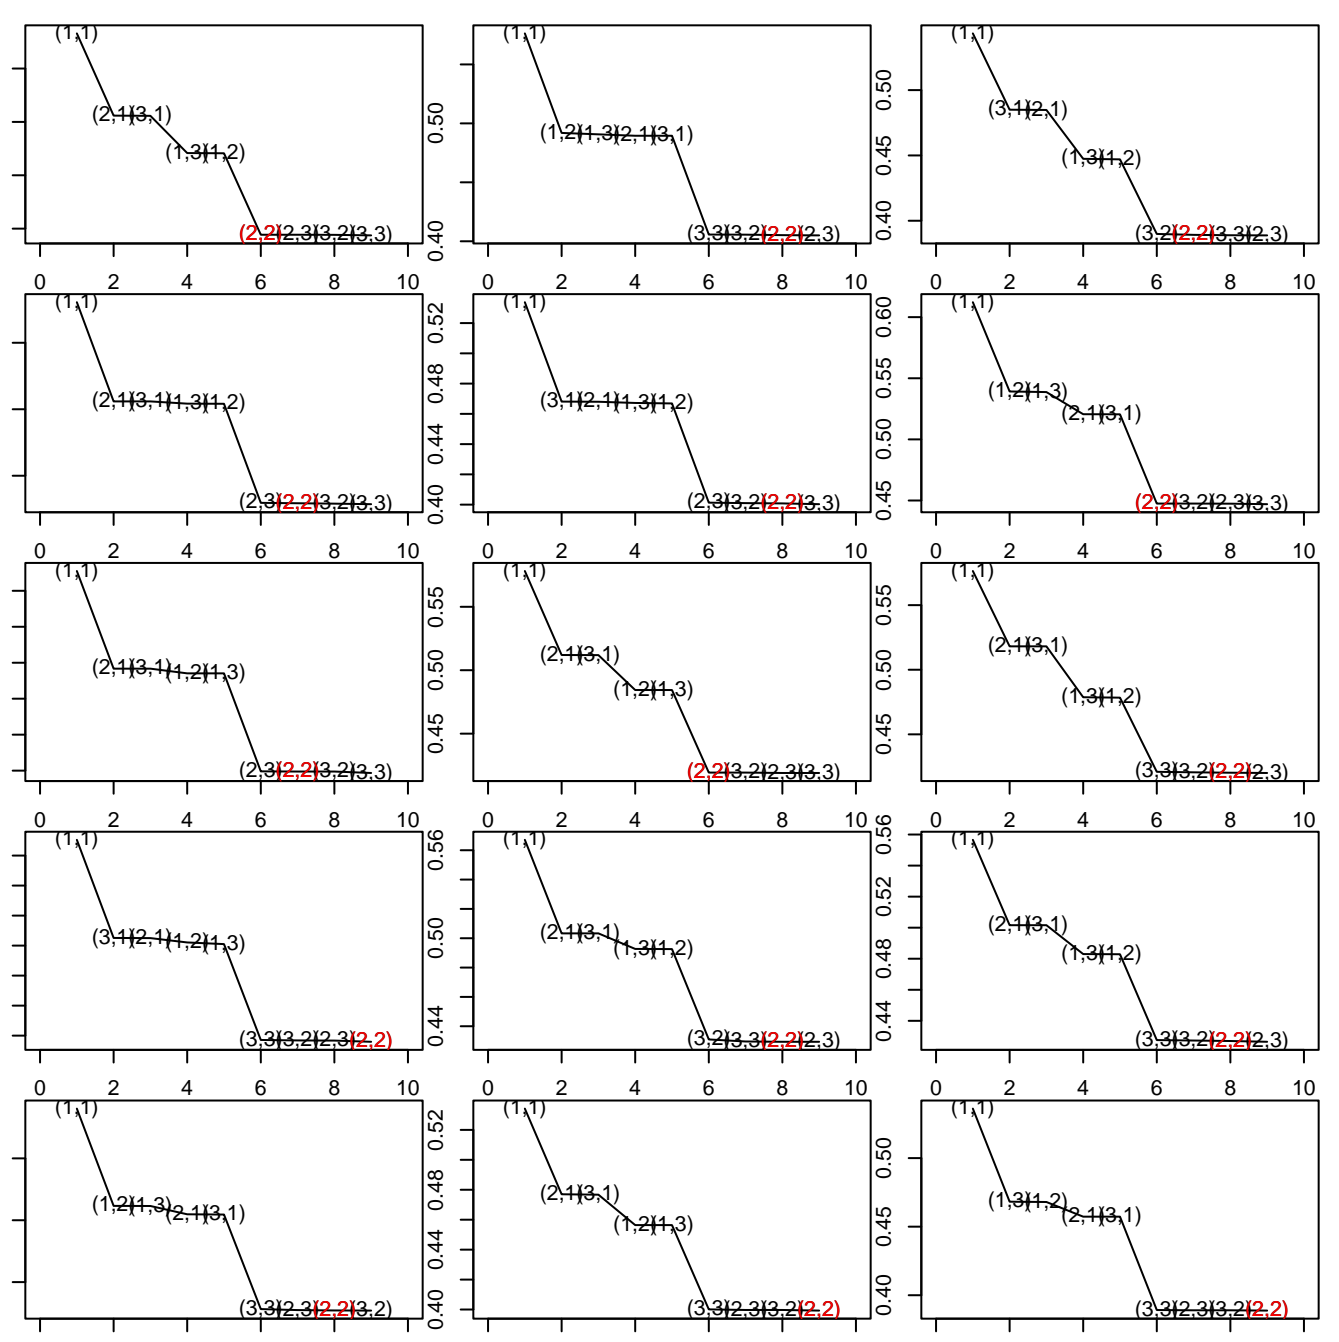 (1,1) (1,1) (1,1)
(2,1) (3,1) (1,2) (1,3) (2,1) (3,1) (3,1) (2,1)
(1,3) (1,2) (1,3) (1,2)
(2,2) (2,3) (3,2) (3,3) (3,3) (3,2) (2,2) (2,3) (3,2) (2,2) (3,3) (2,3)
0.40 0.50 0.40 0.45 0.50
0 2 4 6 8 10 0 2 4 6 8 10 0 2 4 6 8 10
(1,1) (1,1) (1,1)
(2,1) (3,1) (1,3) (1,2) (3,1) (2,1) (1,3) (1,2) (1,2) (1,3) (2,1) (3,1)
(2,3) (2,2) (3,2) (3,3) (2,3) (3,2) (2,2) (3,3) (2,2) (3,2) (2,3) (3,3)
0.40 0.44 0.48 0.52 0.45 0.50 0.55 0.60
0 2 4 6 8 10 0 2 4 6 8 10 0 2 4 6 8 10
(1,1) (1,1) (1,1)
(2,1) (3,1) (1,2) (1,3) (2,1) (3,1) (1,2) (1,3) (2,1) (3,1) (1,3) (1,2)
(2,3) (2,2) (3,2) (3,3) (2,2) (3,2) (2,3) (3,3) (3,3) (3,2) (2,2) (2,3)
0.45 0.50 0.55 0.45 0.50 0.55
0 2 4 6 8 10 0 2 4 6 8 10 0 2 4 6 8 10
(1,1) (1,1) (1,1)
(3,1) (2,1) (1,2) (1,3) (2,1) (3,1) (1,3) (1,2) (2,1) (3,1) (1,3) (1,2)
(3,3) (3,2) (2,3) (2,2) (3,2) (3,3) (2,2) (2,3) (3,3) (3,2) (2,2) (2,3)
0.44 0.50 0.56 0.44 0.48 0.52 0.56
0 2 4 6 8 10 0 2 4 6 8 10 0 2 4 6 8 10
(1,1) (1,1) (1,1)
(1,2) (1,3) (2,1) (3,1) (2,1) (3,1) (1,2) (1,3) (1,3) (1,2) (2,1) (3,1)
(3,3) (2,3) (2,2) (3,2) (3,3) (2,3) (3,2) (2,2) (3,3) (2,3) (3,2) (2,2)
0.40 0.44 0.48 0.52 0.40 0.45 0.50